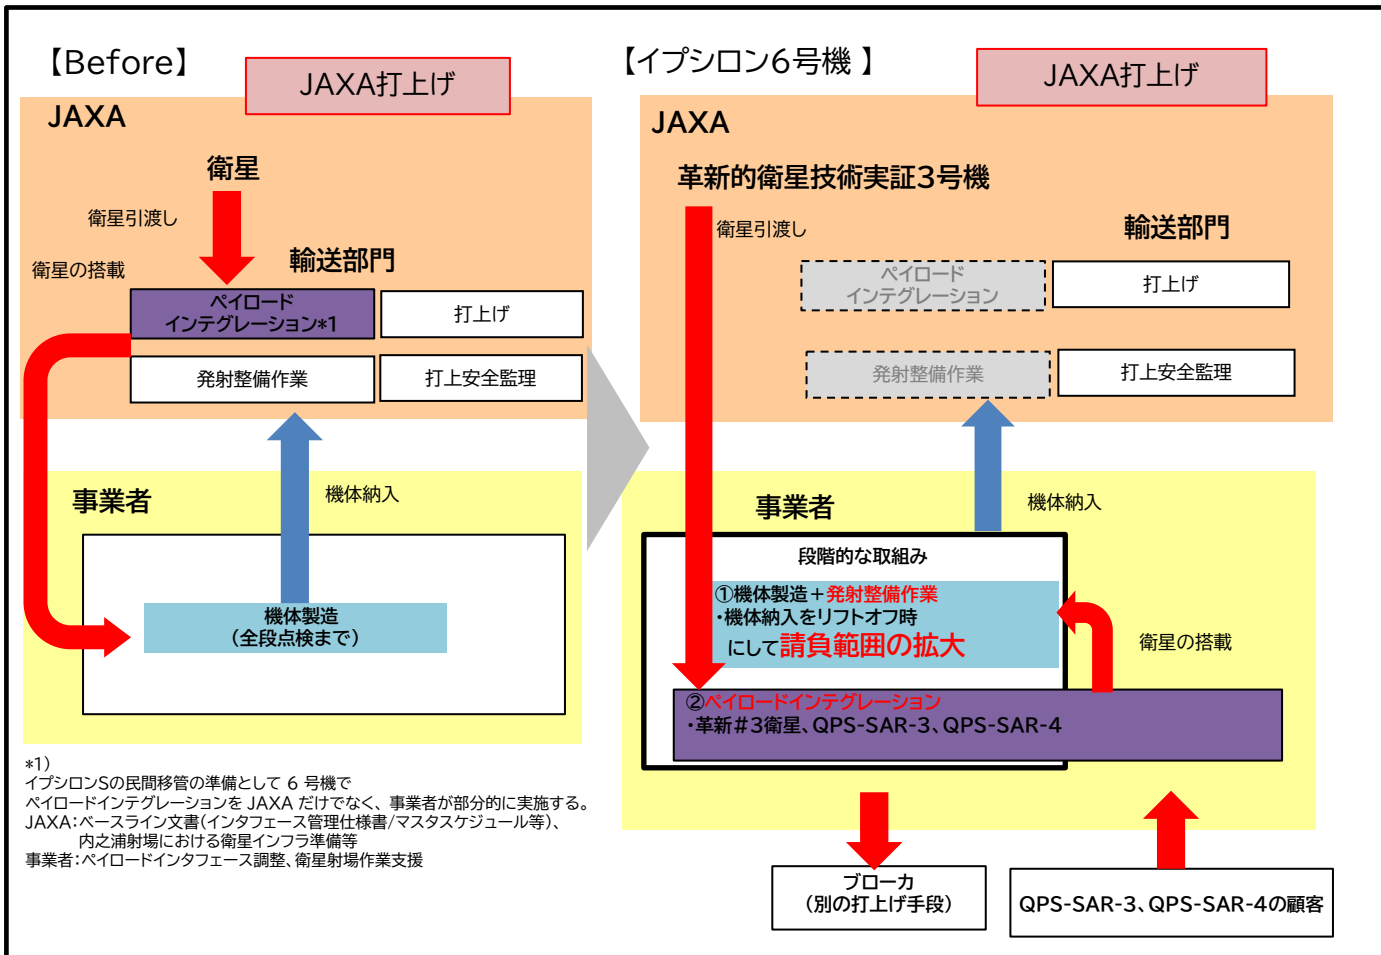 【Before】
JAXA打上げ
JAXA
衛星
衛星引渡し
輸送部門
衛星の搭載
ペイロード
インテグレーション*1
打上げ
発射整備作業
打上安全監理
機体納入
事業者
機体製造
(全段点検まで)
*1)
イプシロンSの民間移管の準備として 6 号機で
ペイロードインテグレーションを JAXA だけでなく、事業者が部分的に実施する。
JAXA:ベースライン文書(インタフェース管理仕様書/マスタスケジュール等)、
内之浦射場における衛星インフラ準備等
事業者:ペイロードインタフェース調整、衛星射場作業支援
【イプシロン6号機 】
JAXA打上げ
JAXA
革新的衛星技術実証3号機
衛星引渡し
輸送部門
ペイロード
インテグレーション
打上げ
発射整備作業
打上安全監理
機体納入
事業者
段階的な取組み
①機体製造+発射整備作業
・機体納入をリフトオフ時
にして請負範囲の拡大
衛星の搭載
②ペイロードインテグレーション
・革新#3衛星、QPS-SAR-3、QPS-SAR-4
ブローカ
(別の打上げ手段)
QPS-SAR-3、QPS-SAR-4の顧客